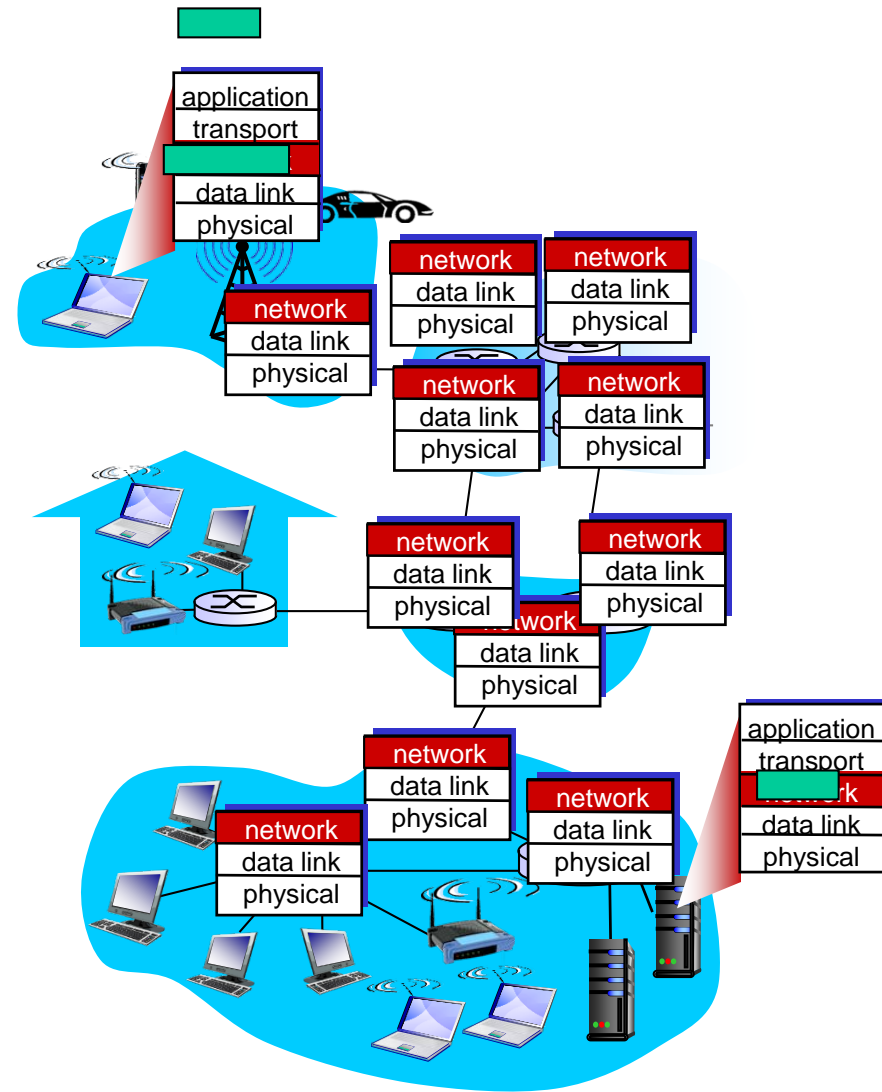 application
transport
data link
physical
network
data link
physical
network
data link
physical
network
data link
physical
network
data link
physical
network
data link
physical
network
data link
physical
network
data link
physical
network
data link
physical
application
transport
network
data link
physical
network
data link
physical
network
data link
physical
network
data link
physical